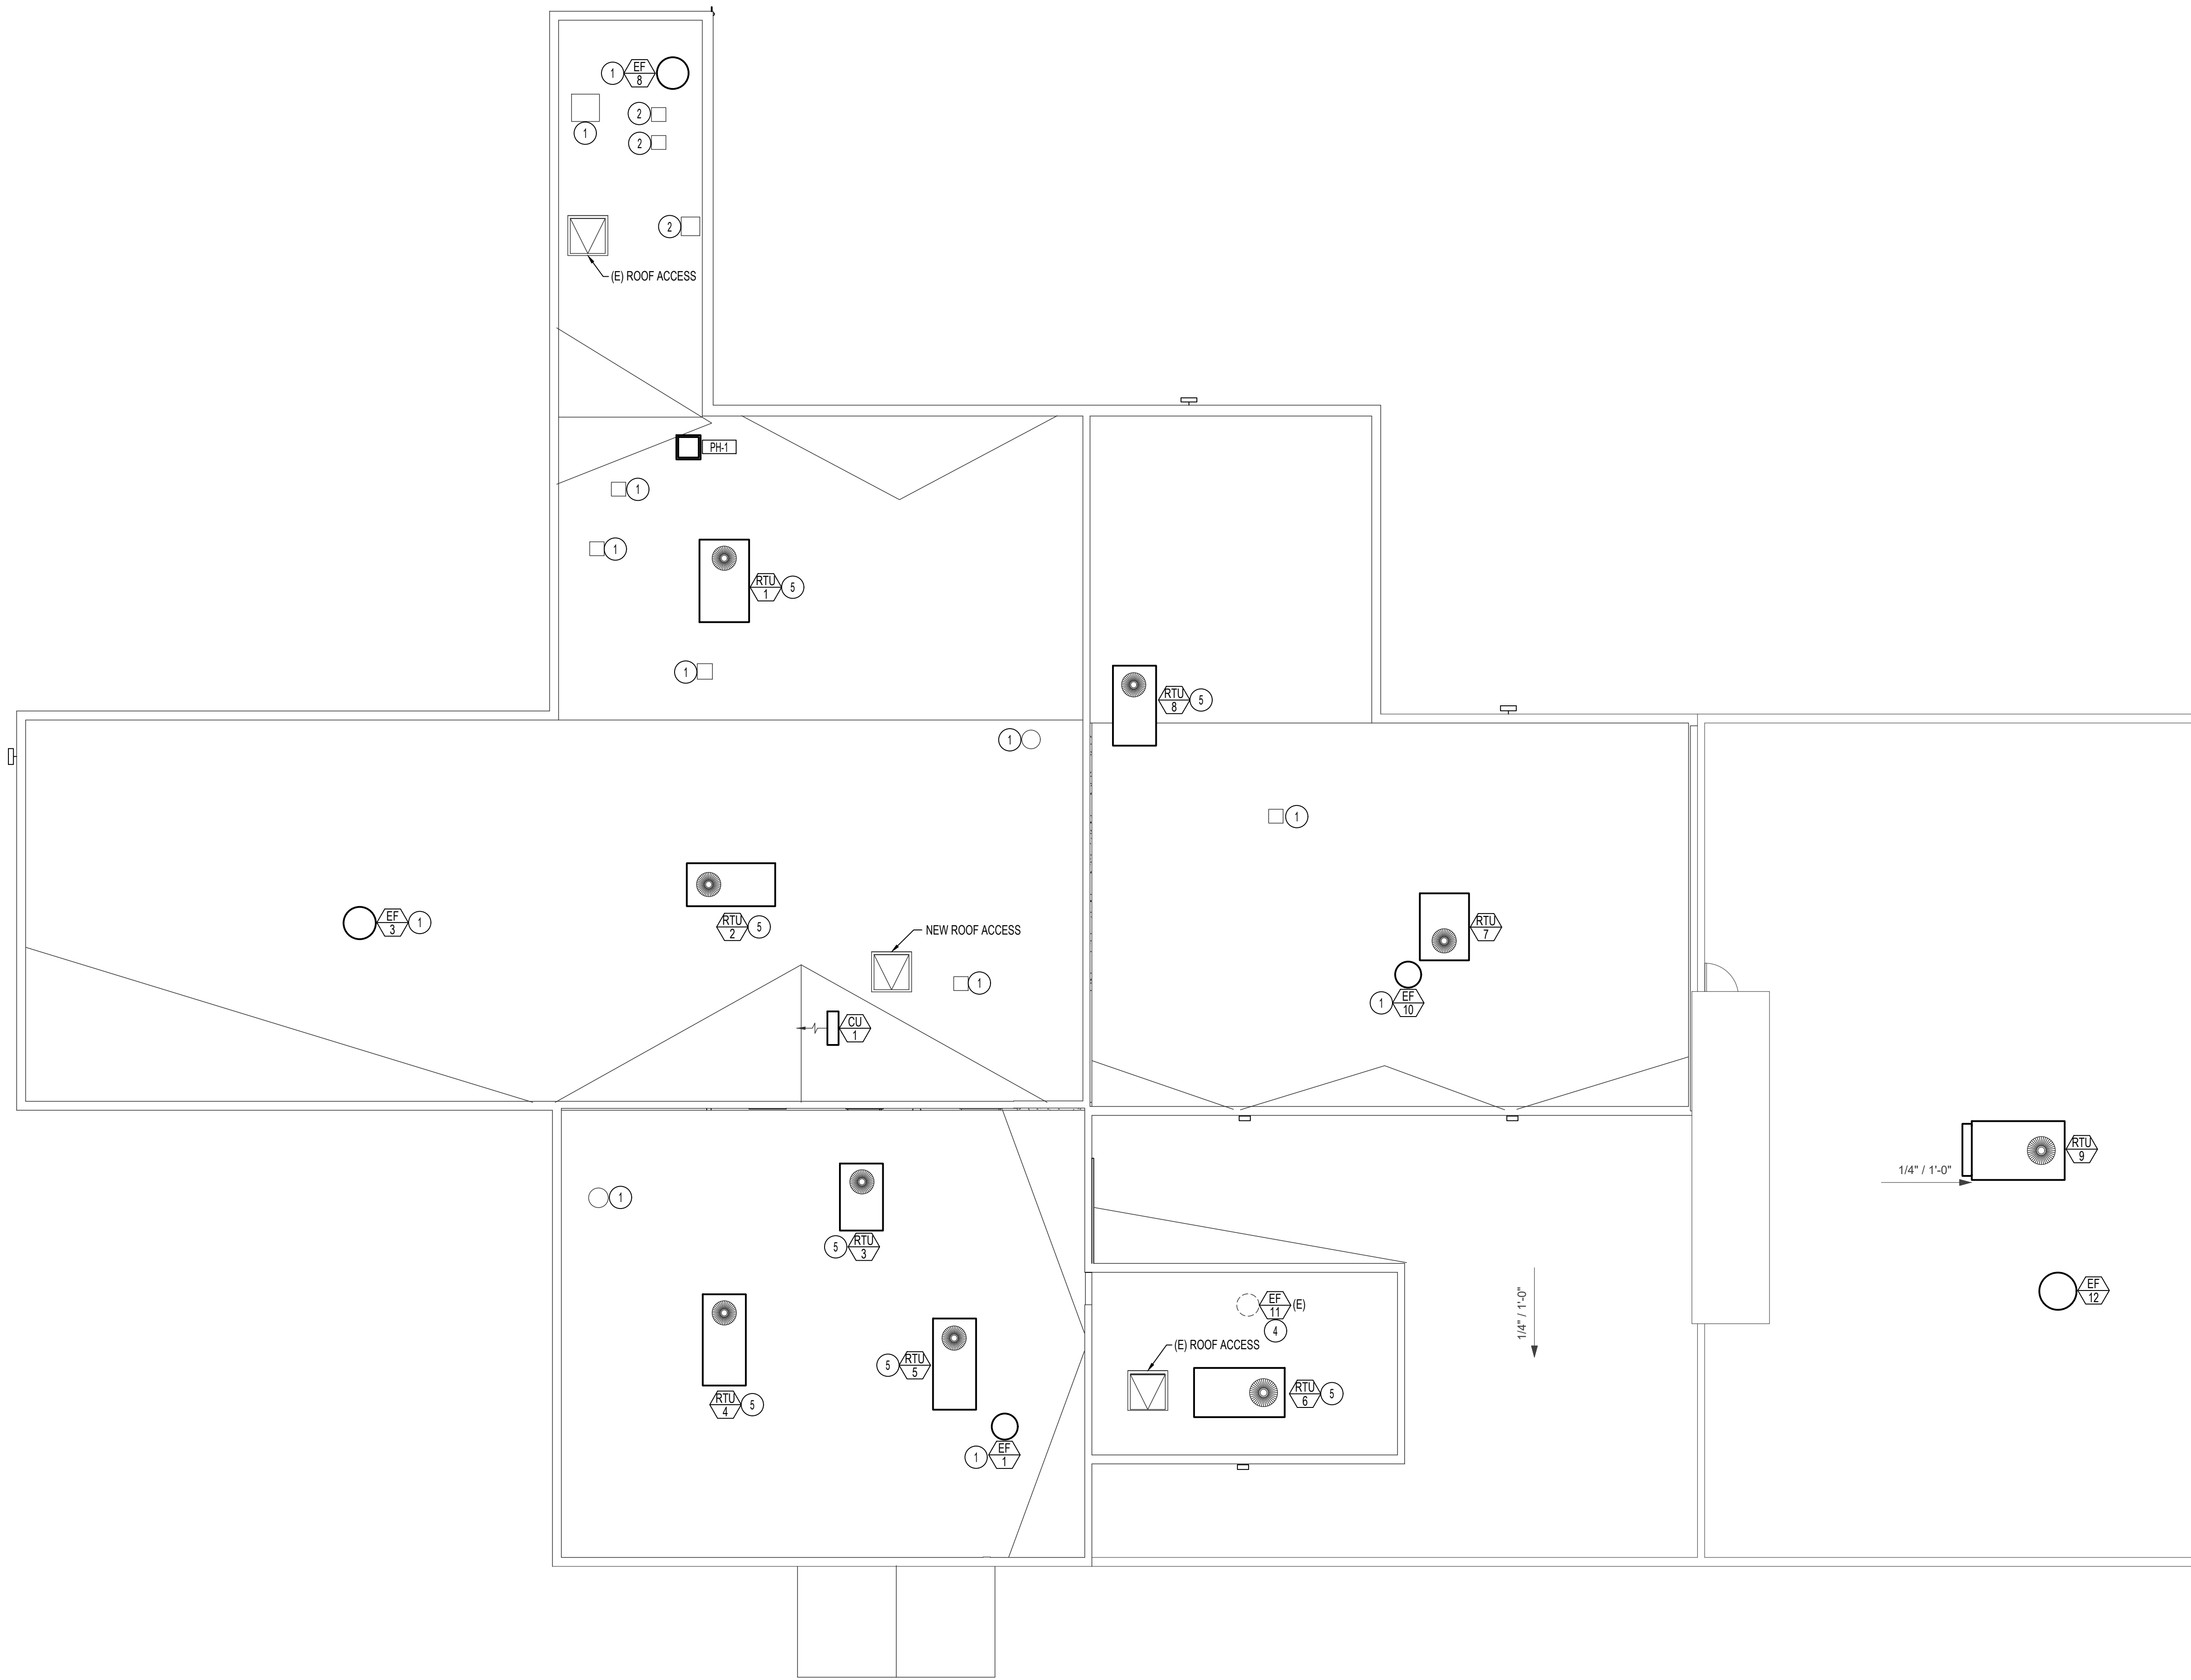 1
EF
8
1
2
2
2
(E) ROOF ACCESS
PH-1
1
1
RTU
1
5
1
RTU
8
5
1
1
EF
3
1
RTU
2
5
NEW ROOF ACCESS
1
CU
1
RTU
7
1
EF
10
1
5
RTU
3
RTU
4
5
5
RTU
5
1
EF
1
EF
11
(E)
4
(E) ROOF ACCESS
RTU
6
5
1/4" / 1'-0"
1/4" / 1'-0"
RTU
9
EF
12